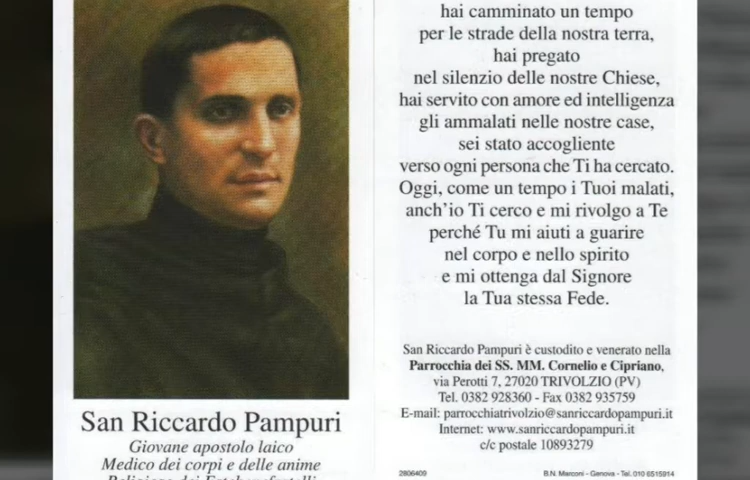 San Riccardo Pampuri
Giovane apostolo laico
Medico dei corpi e delle anime
Religioso dei Fatebenefratelli
hai camminato un tempo
per le strade della nostra terra,
hai pregato
nel silenzio delle nostre Chiese,
hai servito con amore ed intelligenza
gli ammalati nelle nostre case,
sei stato accogliente
verso ogni persona che Ti ha cercato.
Oggi, come un tempo i Tuoi malati,
anch'io Ti cerco e mi rivolgo a Te
perché Tu mi aiuti a guarire
nel corpo e nello spirito
e mi ottenga dal Signore
la Tua stessa Fede.
San Riccardo Pampuri è custodito e venerato nella
Parrocchia dei SS. MM. Cornelio e Cipriano,
via Perotti 7, 27020 TRIVOLZIO (PV)
Tel. 0382 928360 - Fax 0382 935759
E-mail: parrocchiatrivolzio@sanriccardopampuri.it
Internet: www.sanriccardopampuri.it
c/c postale 10893279
2806409
B.N. Marconi - Genova - Tel. 010 6515914